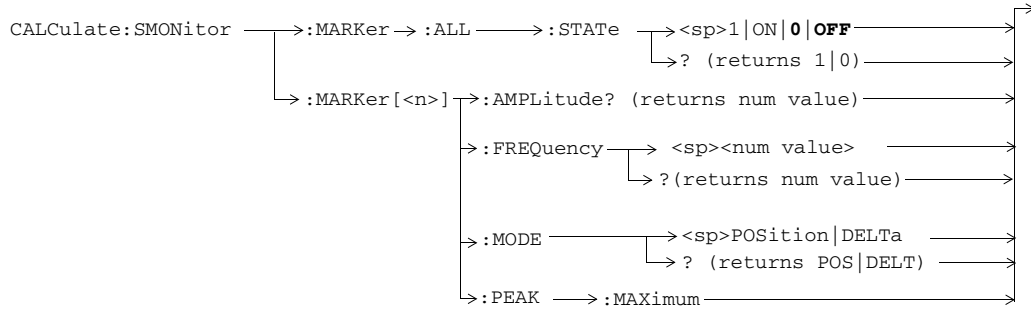 CALCulate:SMONitor :MARKer :ALL :STATe <sp>1|ON|0|OFF
? (returns 1|0)
:MARKer[<n>] :AMPLitude? (returns num value)
:FREQuency <sp><num value>
?(returns num value)
:MODE <sp>POSition|DELTa
? (returns POS|DELT)
:PEAK :MAXimum